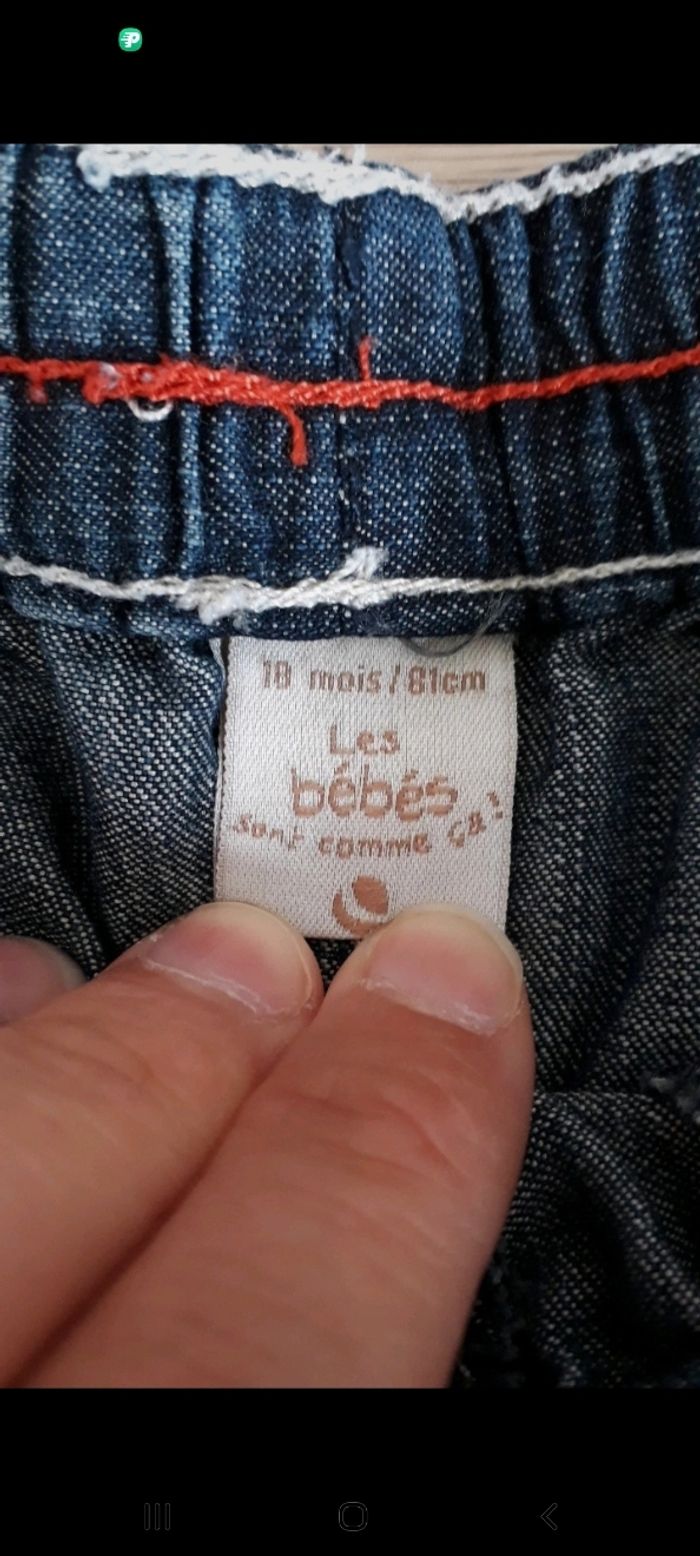 18 mois / 81cm
Les
bébés
sont comme ça !